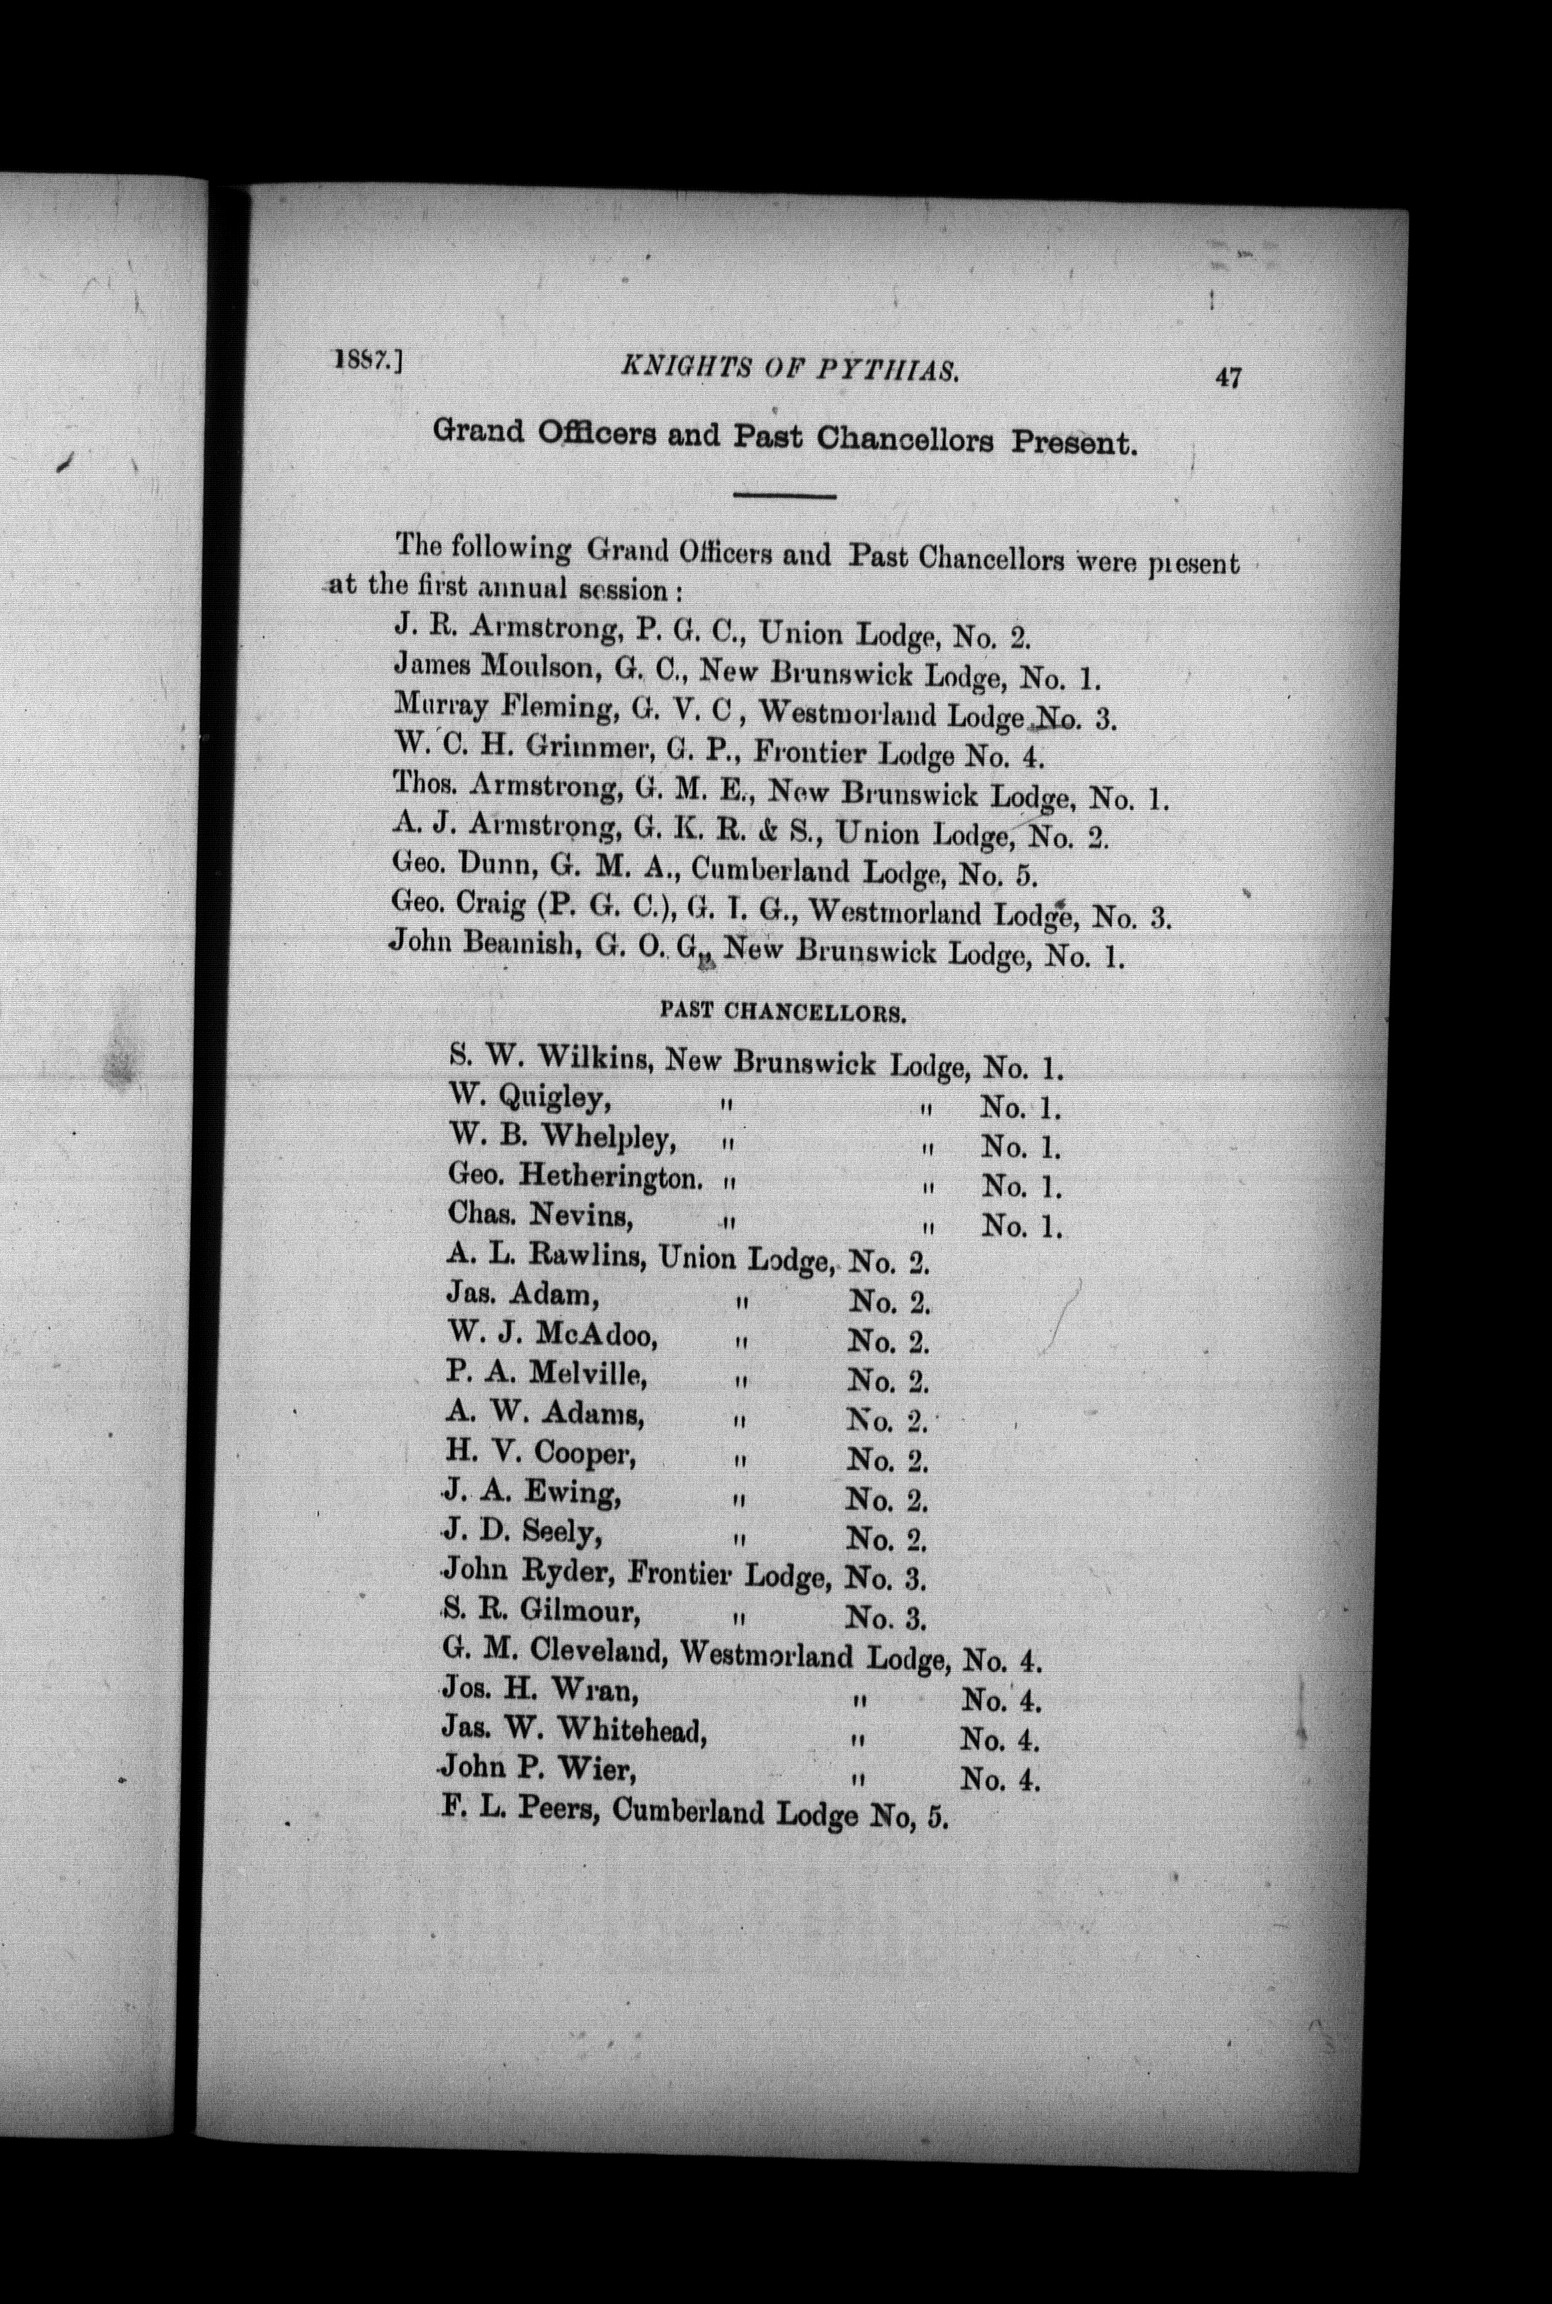 1887.] KNIGHTS OF PYTHIAS. 47
Grand Officers and Past Chancellors Present.
The following Grand Officers and Past Chancellors were present
at the first annual session :
J. R. Armstrong, P. G. C., Union Lodge, No. 2.
James Moulson, G. C., New Brunswick Lodge, No. 1.
Murray Fleming, G. V. C, Westmorland Lodge No. 3.
W. C. H. Grimmer, G. P., Frontier Lodge No. 4.
Thos. Armstrong, G. M. E., New Brunswick Lodge, No. 1.
A. J. Armstrong, G. K. R. & S., Union Lodge, No. 2.
Geo. Dunn, G. M. A., Cumberland Lodge, No. 5.
Geo. Craig (P. G. C.), G. I. G., Westmorland Lodge, No. 3.
John Beamish, G. O. G., New Brunswick Lodge, No. 1.
PAST CHANCELLORS.
S. W. Wilkins, New Brunswick Lodge, No. 1.
W. Quigley, " " No. 1.
W. B. Whelpley, " " No. 1.
Geo. Hetherington. " " No. 1.
Chas. Nevins, " " No. 1.
A. L. Rawlins, Union Lodge, No. 2.
Jas. Adam, " No. 2.
W. J. McAdoo, " No. 2.
P. A. Melville, " No. 2.
A. W. Adams, " No. 2.
H. V. Cooper, " No. 2.
J. A. Ewing, " No. 2.
J. D. Seely, " No. 2.
John Ryder, Frontier Lodge, No. 3.
S. R. Gilmour, " No. 3.
G. M. Cleveland, Westmorland Lodge, No. 4.
Jos. H. Wran, " No. 4.
Jas. W. Whitehead, " No. 4.
John P. Wier, " No. 4.
F. L. Peers, Cumberland Lodge No, 5.